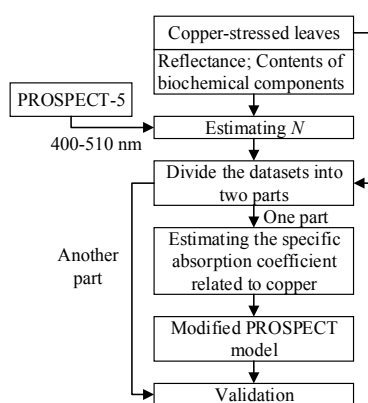 Copper-stressed leaves
Reflectance; Contents of
biochemical components
PROSPECT-5
400-510 nm
Estimating N
Divide the datasets into
two parts
One part
Another
part
Estimating the specific
absorption coefficient
related to copper
Modified PROSPECT
model
Validation